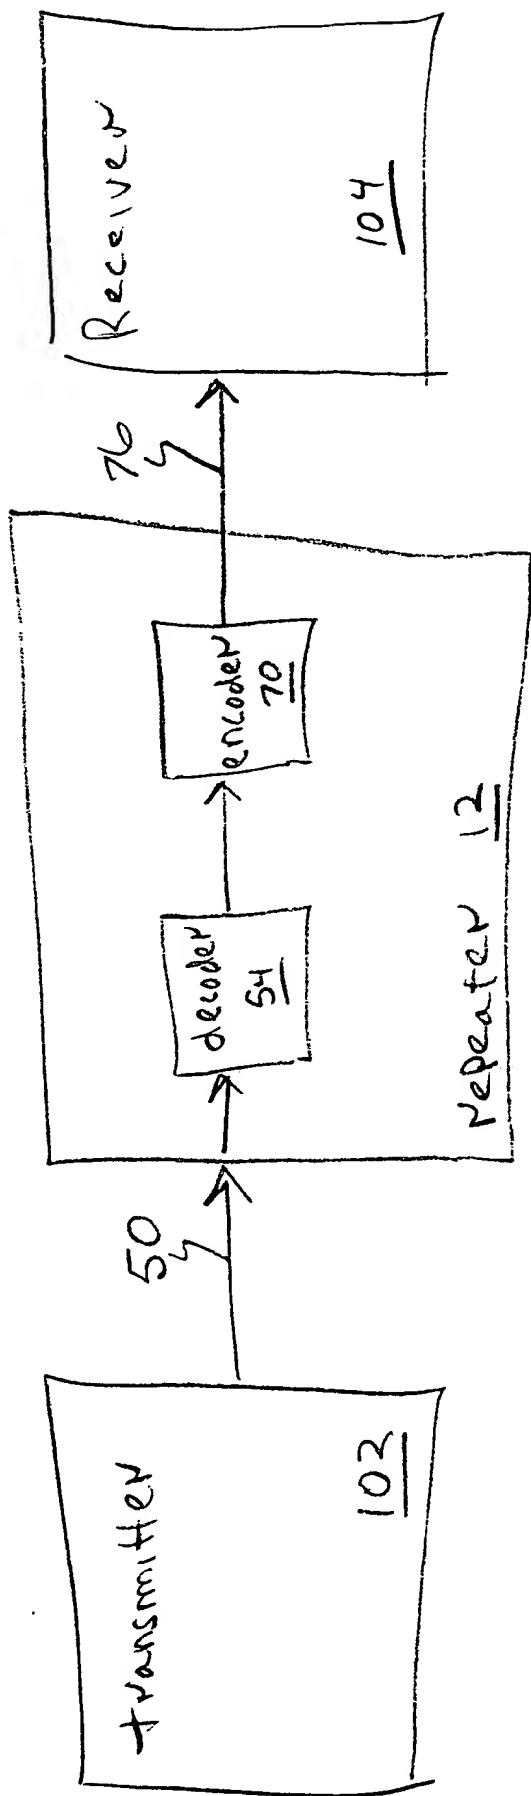 transmitter
102
50
decoder
54
encoder
70
repeater 12
76
Receiver
104